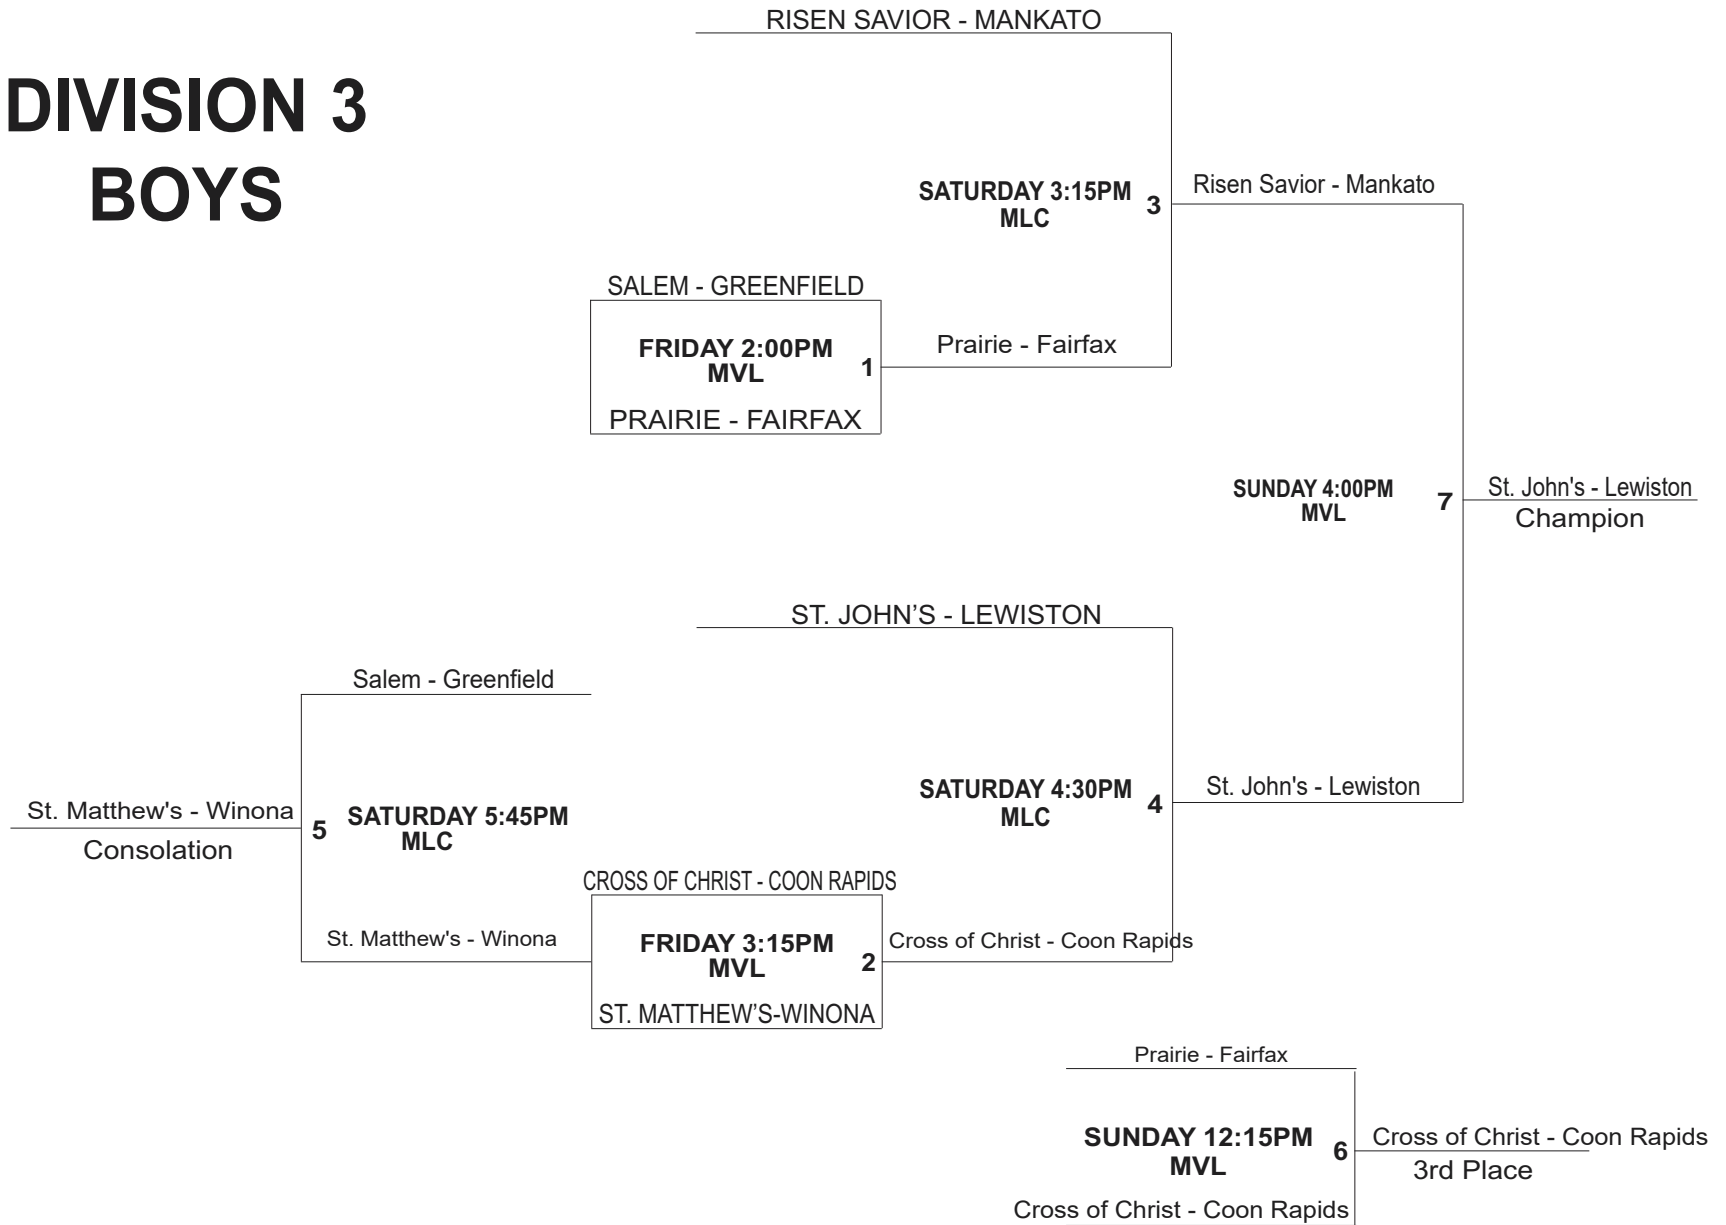 RISEN SAVIOR - MANKATO
DIVISION 3
BOYS
SATURDAY 3:15PM
MLC
3
Risen Savior - Mankato
SALEM - GREENFIELD
FRIDAY 2:00PM
MVL
1
Prairie - Fairfax
PRAIRIE - FAIRFAX
SUNDAY 4:00PM
MVL
7
St. John's - Lewiston
Champion
ST. JOHN’S - LEWISTON
Salem - Greenfield
SATURDAY 4:30PM
MLC
4
St. John's - Lewiston
St. Matthew's - Winona
Consolation
5
SATURDAY 5:45PM
MLC
CROSS OF CHRIST - COON RAPIDS
St. Matthew's - Winona
FRIDAY 3:15PM
MVL
2
Cross of Christ - Coon Rapids
ST. MATTHEW’S-WINONA
Prairie - Fairfax
SUNDAY 12:15PM
MVL
6
Cross of Christ - Coon Rapids
3rd Place
Cross of Christ - Coon Rapids